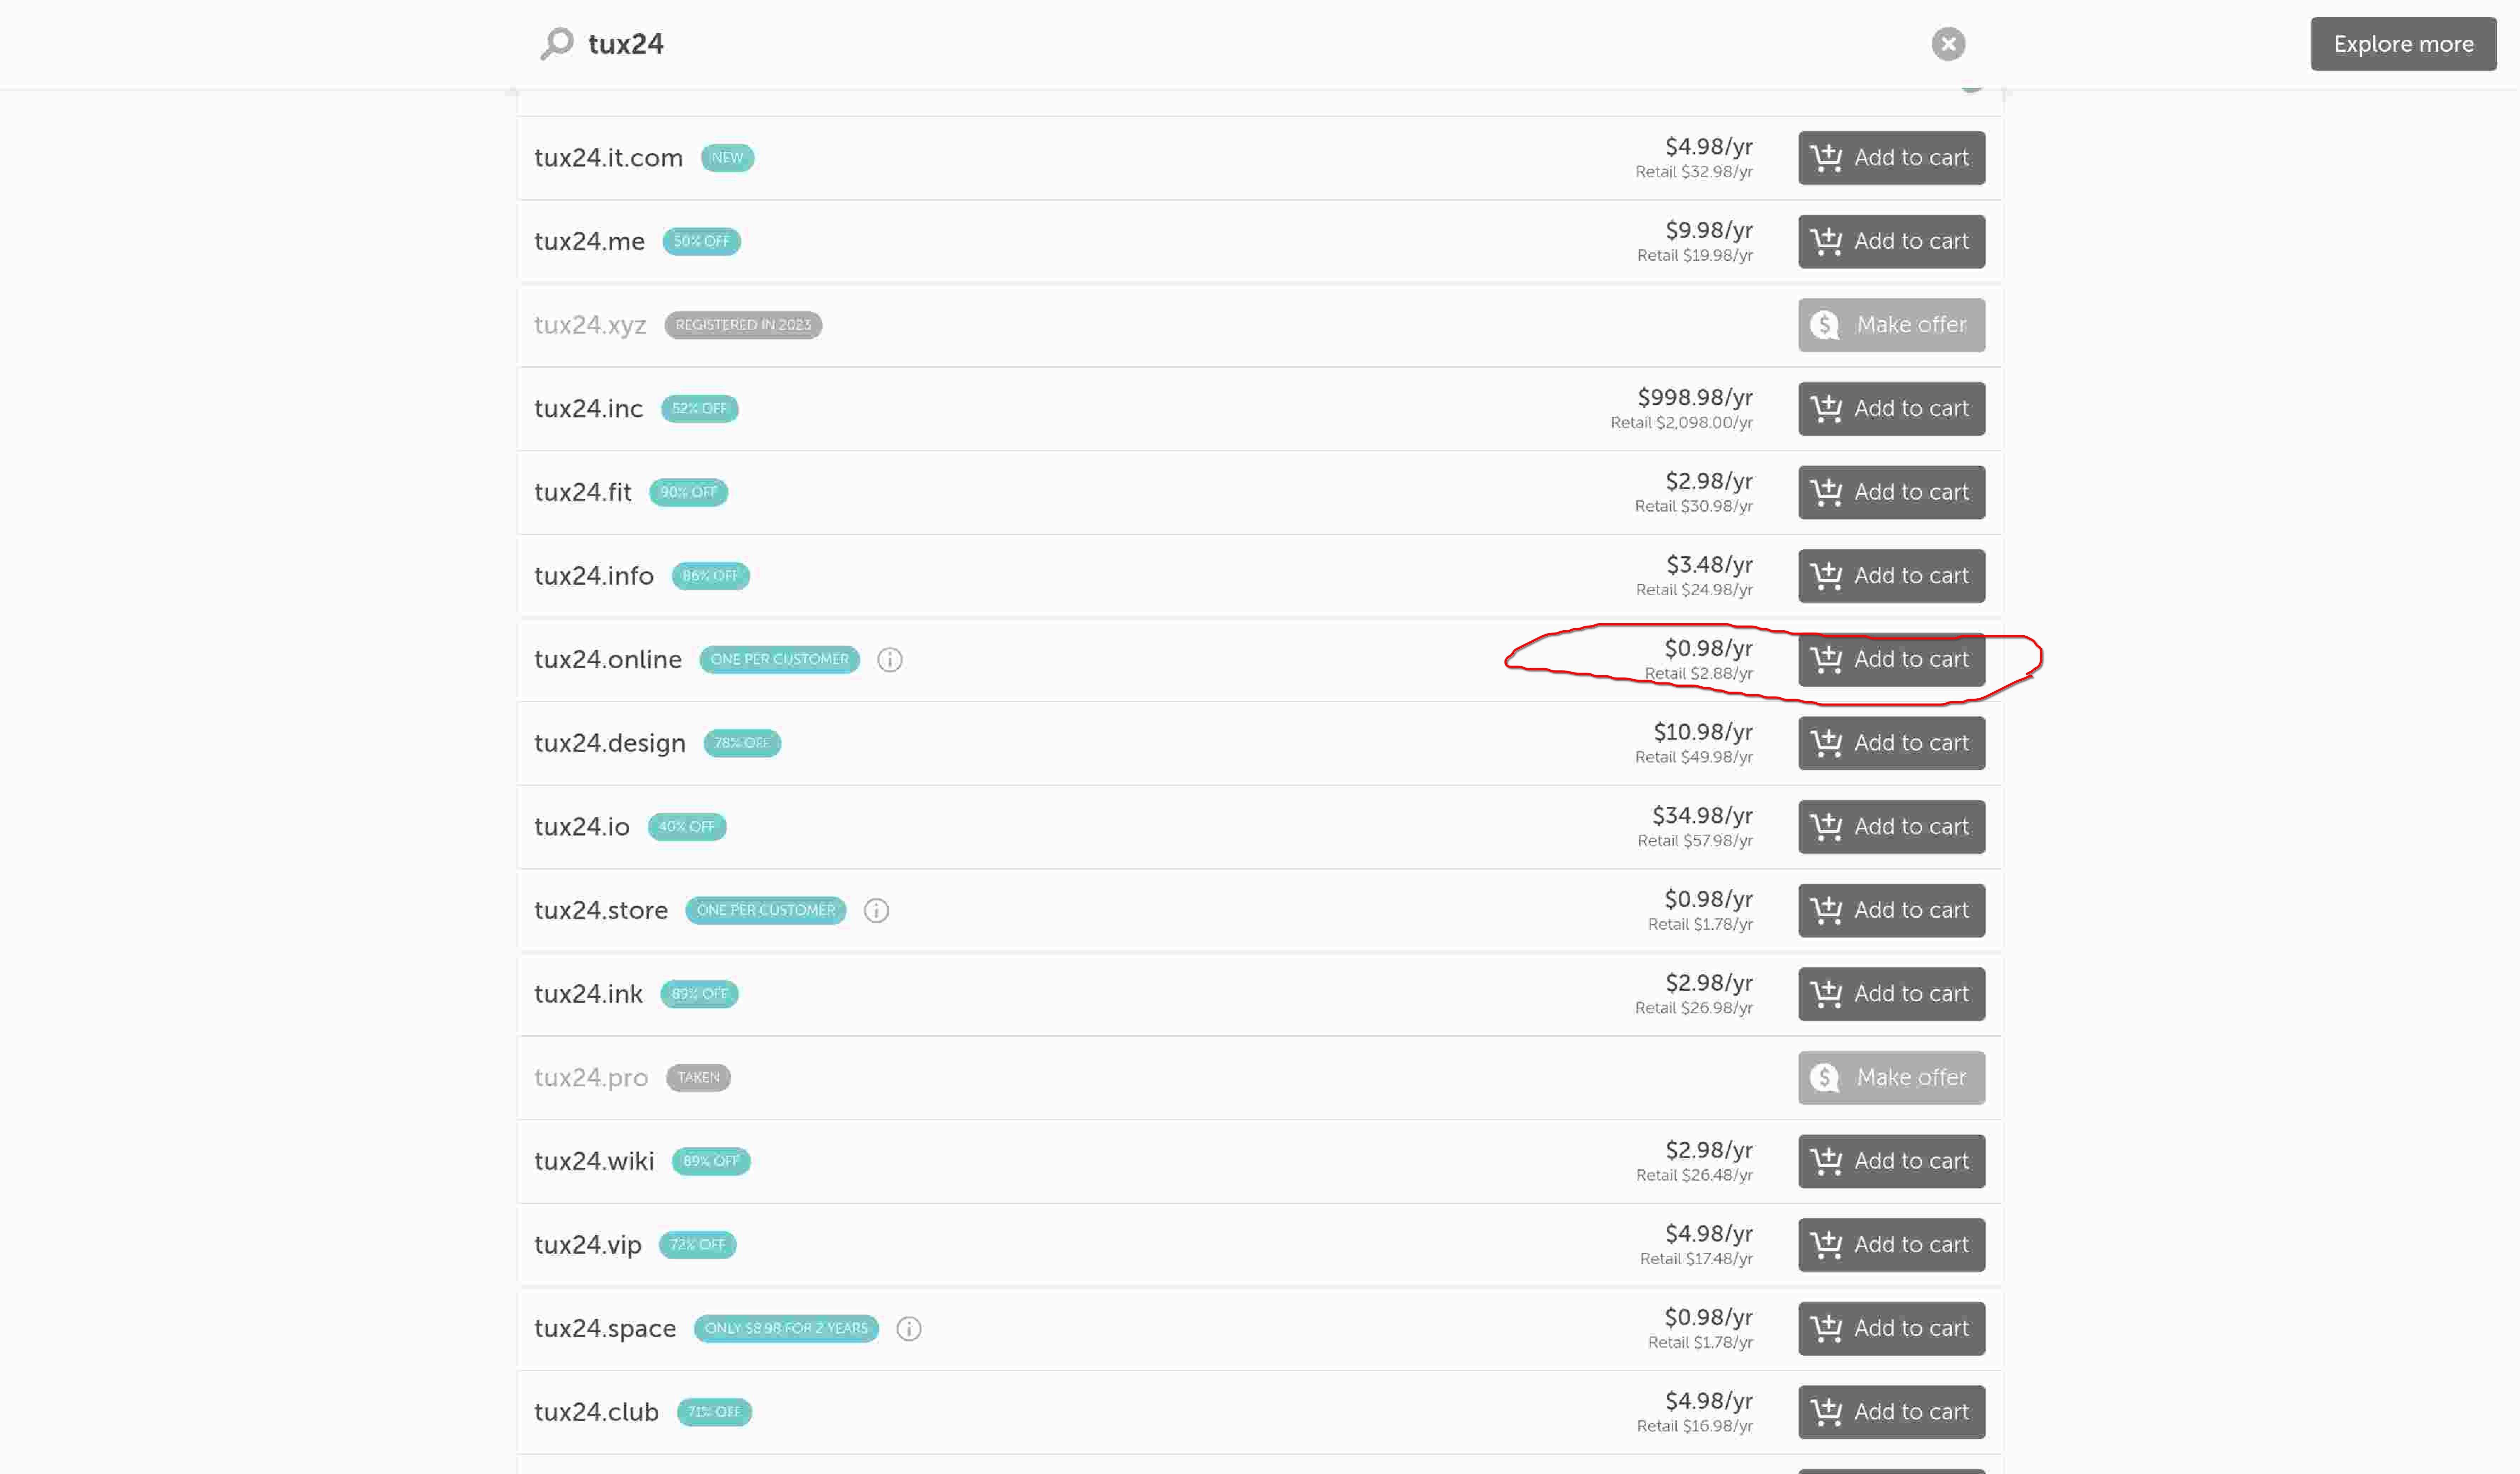 tux24
Explore more
tux24.it.com NEW $4.98/yr Add to cart
Retail $32.98/yr
tux24.me 50% OFF $9.98/yr Add to cart
Retail $19.98/yr
tux24.xyz REGISTERED IN 2023 Make offer
tux24.inc 52% OFF $998.98/yr Add to cart
Retail $2,098.00/yr
tux24.fit 90% OFF $2.98/yr Add to cart
Retail $30.98/yr
tux24.info 86% OFF $3.48/yr Add to cart
Retail $24.98/yr
tux24.online ONE PER CUSTOMER $0.98/yr Add to cart
Retail $2.88/yr
tux24.design 78% OFF $10.98/yr Add to cart
Retail $49.98/yr
tux24.io 40% OFF $34.98/yr Add to cart
Retail $57.98/yr
tux24.store ONE PER CUSTOMER $0.98/yr Add to cart
Retail $1.78/yr
tux24.ink 89% OFF $2.98/yr Add to cart
Retail $26.98/yr
tux24.pro TAKEN Make offer
tux24.wiki 89% OFF $2.98/yr Add to cart
Retail $26.48/yr
tux24.vip 72% OFF $4.98/yr Add to cart
Retail $17.48/yr
tux24.space ONLY $8.98 FOR 2 YEARS $0.98/yr Add to cart
Retail $1.78/yr
tux24.club 71% OFF $4.98/yr Add to cart
Retail $16.98/yr